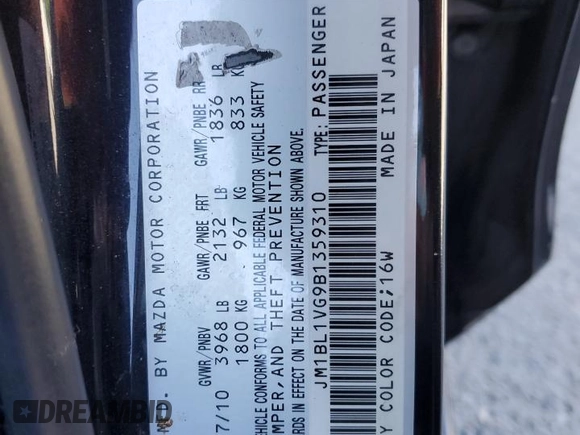 MFD. BY MAZDA MOTOR CORPORATION
GVWR/PNBV GAWR/PNBE FRT GAWR/PNBE RR
7/10 3968 LB 2132 LB 1836 LB
1800 KG 967 KG 833 KG
VEHICLE CONFORMS TO ALL APPLICABLE FEDERAL MOTOR VEHICLE SAFETY
MPER, AND THEFT PREVENTION
ARDS IN EFFECT ON THE DATE OF MANUFACTURE SHOWN ABOVE.
JM1BL1VG9B1359310 TYPE: PASSENGER
Y COLOR CODE;16W MADE IN JAPAN
DREAMBID